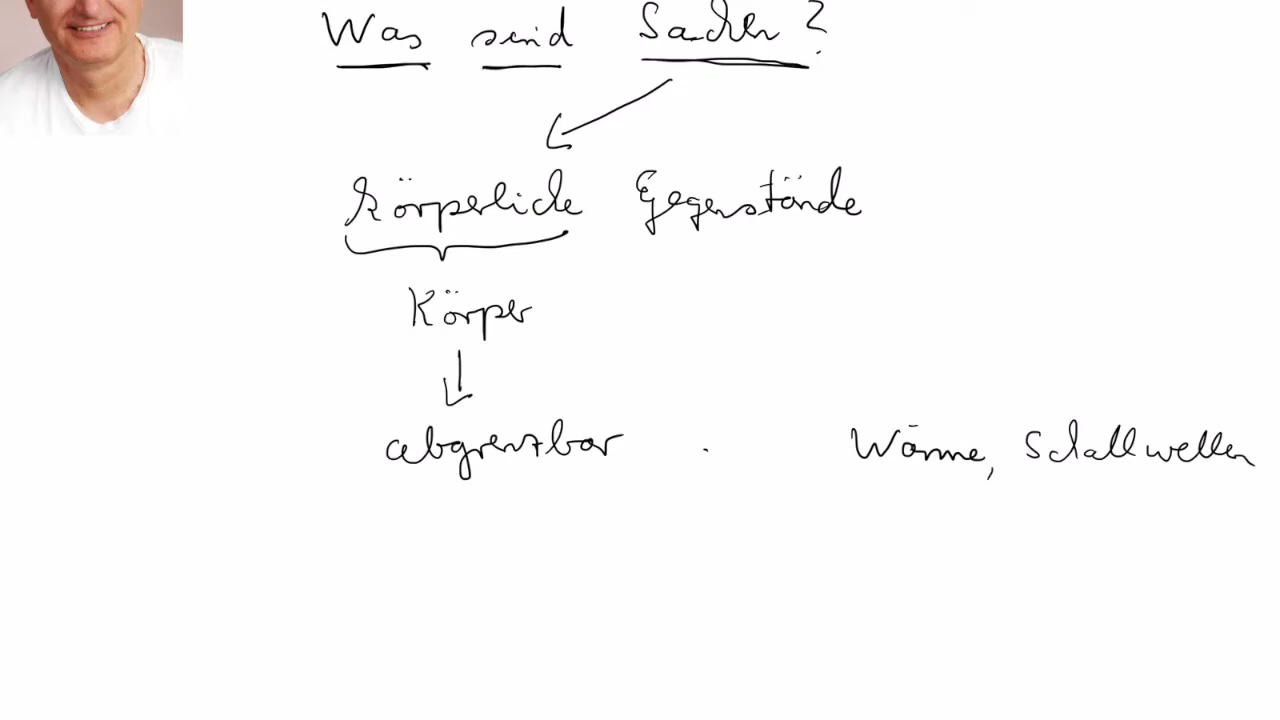 Was sind Sachen?
Körperliche Gegenstände
Körper
abgrenzbar . Wärme, Schallwellen